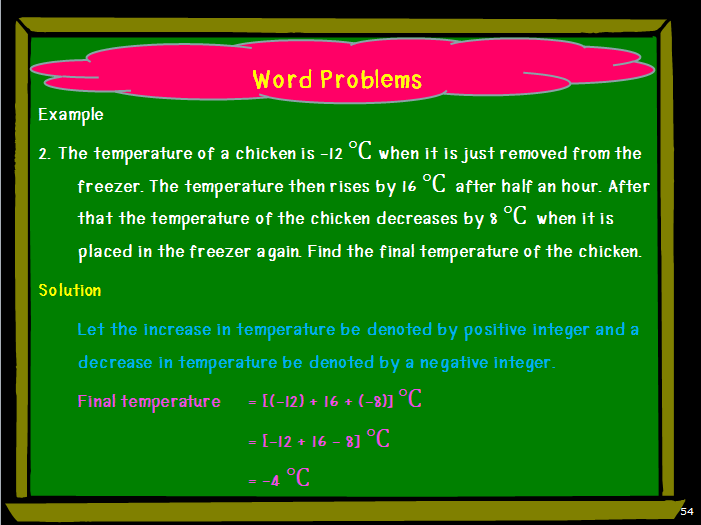 Word Problems
Example
2. The temperature of a chicken is -12 °C when it is just removed from the
freezer. The temperature then rises by 16 °C after half an hour. After
that the temperature of the chicken decreases by 8 °C when it is
placed in the freezer again. Find the final temperature of the chicken.
Solution
Let the increase in temperature be denoted by positive integer and a
decrease in temperature be denoted by a negative integer.
Final temperature = [(-12) + 16 + (-8)] °C
= [-12 + 16 - 8] °C
= -4 °C
54